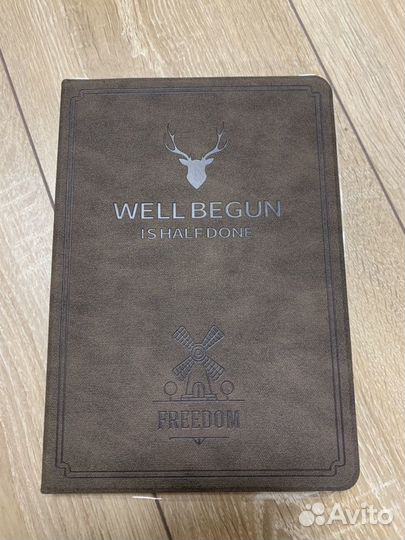 WELL BEGUN
IS HALF DONE
FREEDOM
Avito